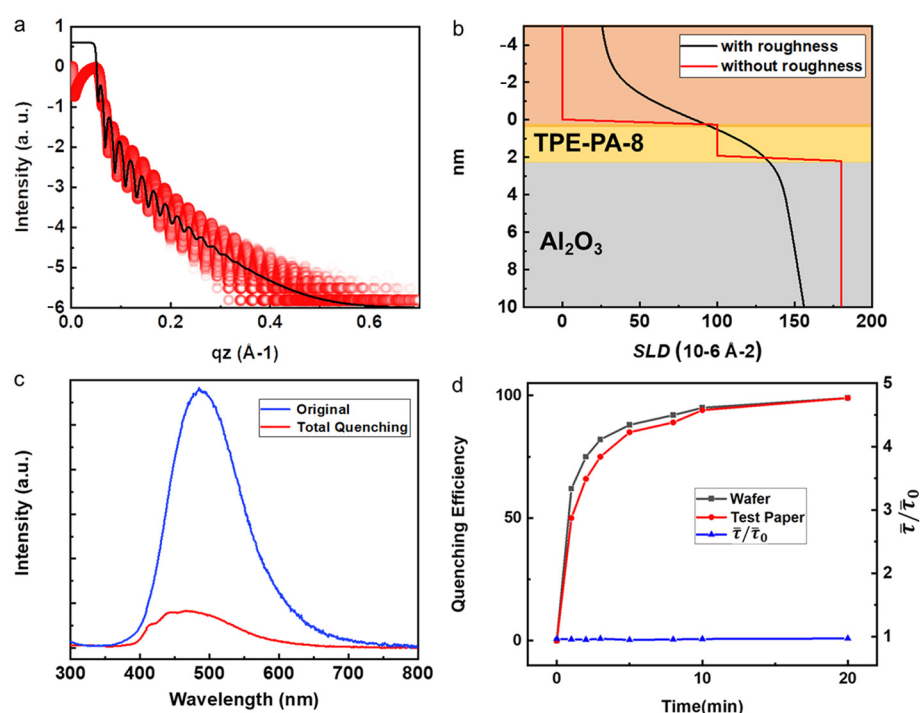 a
Intensity (a. u.)
1
0
-1
-2
-3
-4
-5
-6
0.0 0.2 0.4 0.6
qz (Å-1)
b
nm
-4
-2
0
2
4
6
8
10
with roughness
without roughness
TPE-PA-8
Al₂O₃
0 50 100 150 200
SLD (10-6 Å-2)
c
Intensity (a.u.)
Original
Total Quenching
300 400 500 600 700 800
Wavelength (nm)
d
Quenching Efficiency
100
50
0
Wafer
Test Paper
τ̄/τ̄₀
5
4
3
2
1
τ̄/τ̄₀
0 5 10 15 20
Time(min)